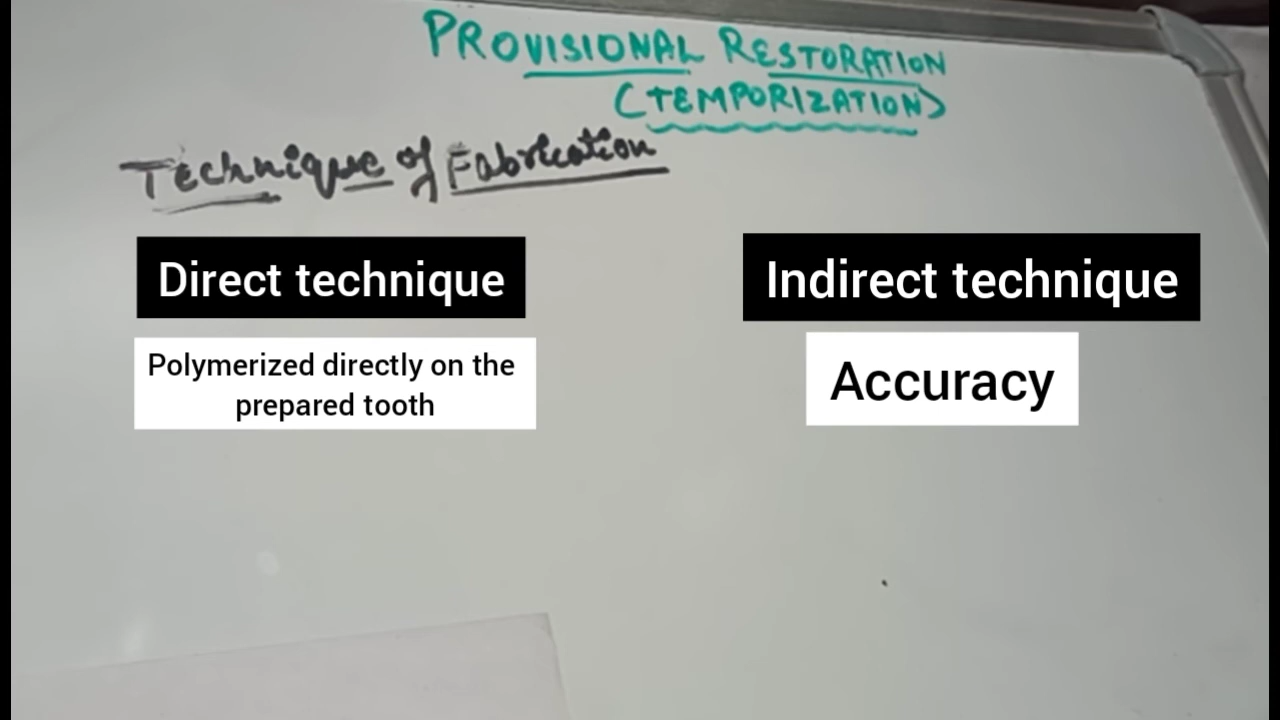 PROVISIONAL RESTORATION
(TEMPORIZATION)
Technique of Fabrication
Direct technique
Indirect technique
Polymerized directly on the
prepared tooth
Accuracy